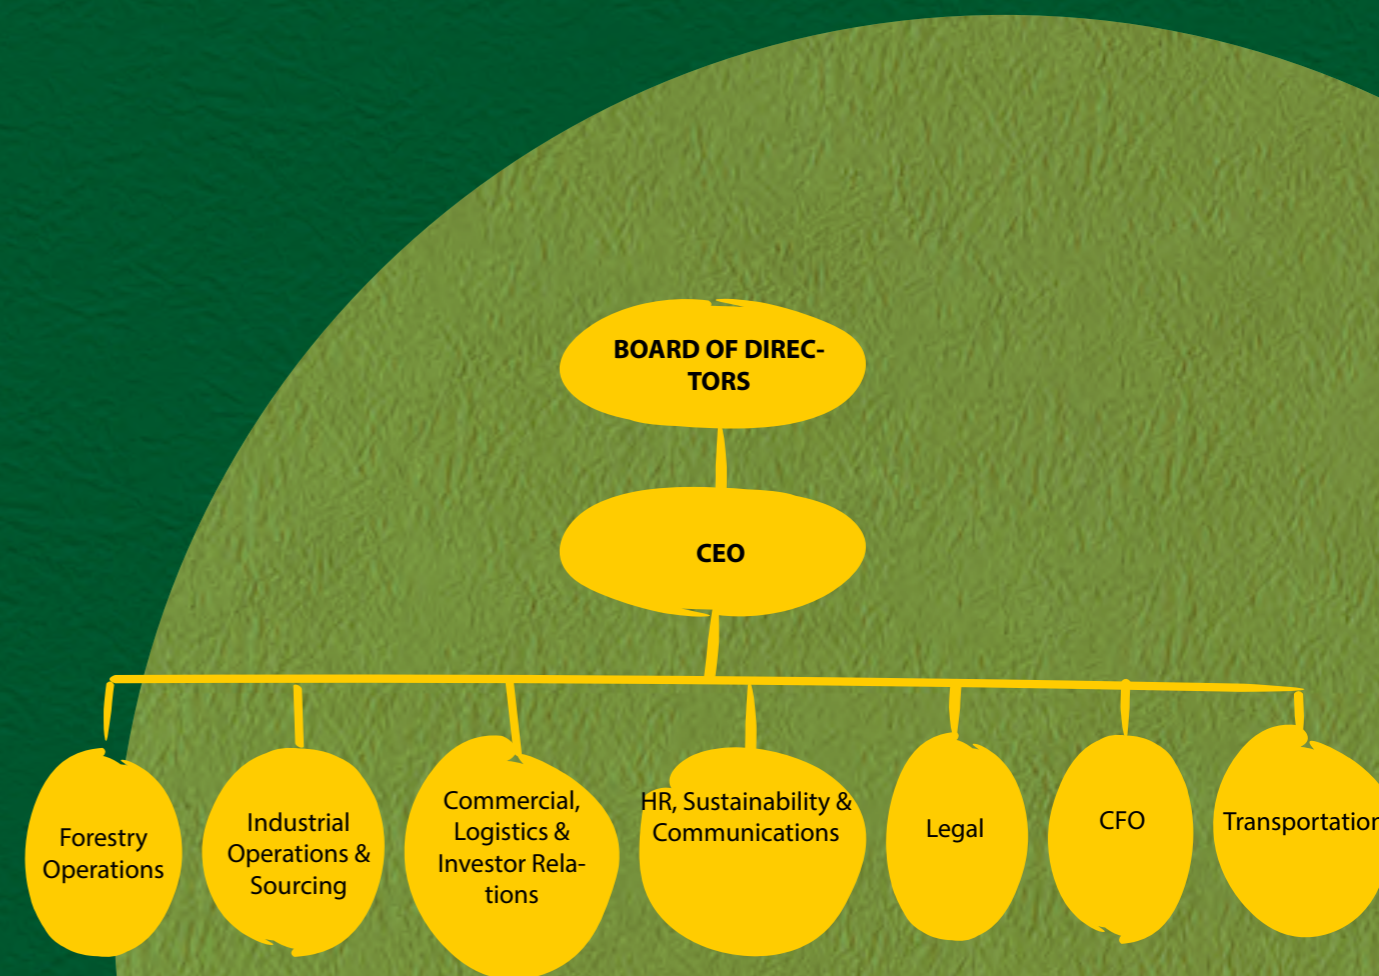 BOARD OF DIREC-
TORS
CEO
Forestry
Operations
Industrial
Operations &
Sourcing
Commercial,
Logistics &
Investor Rela-
tions
HR, Sustainability &
Communications
Legal
CFO
Transportation